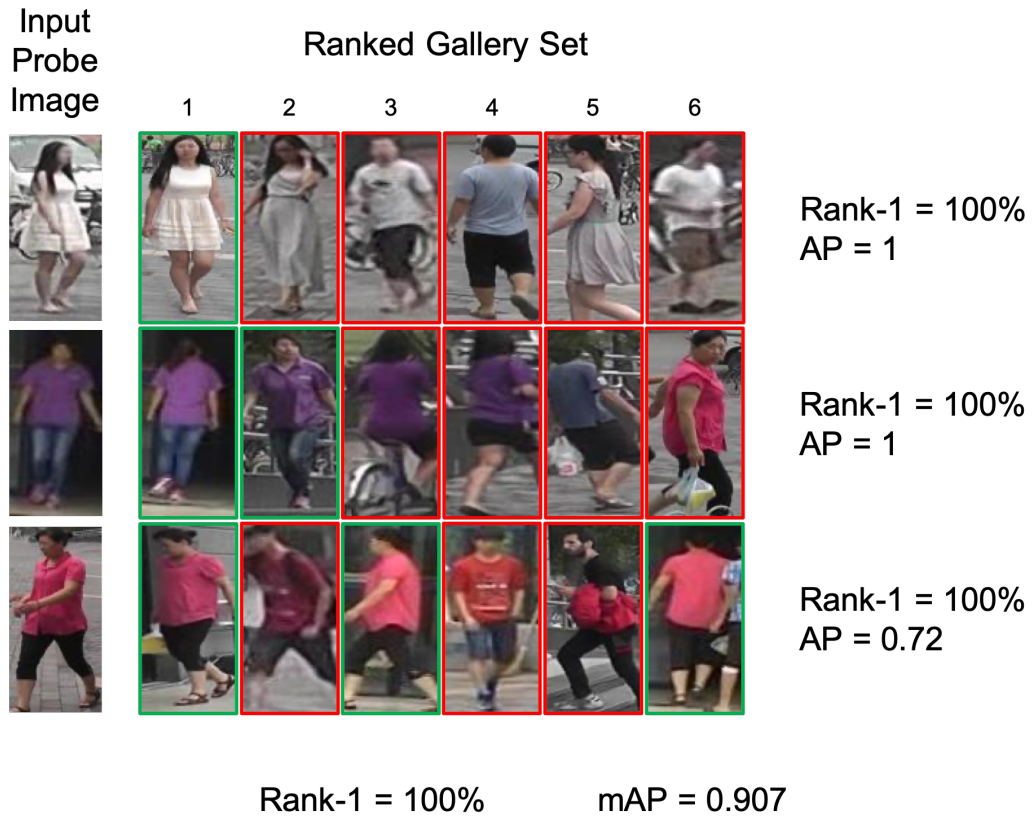 Input
Probe
Image
Ranked Gallery Set
1 2 3 4 5 6
Rank-1 = 100%
AP = 1
Rank-1 = 100%
AP = 1
Rank-1 = 100%
AP = 0.72
Rank-1 = 100% mAP = 0.907